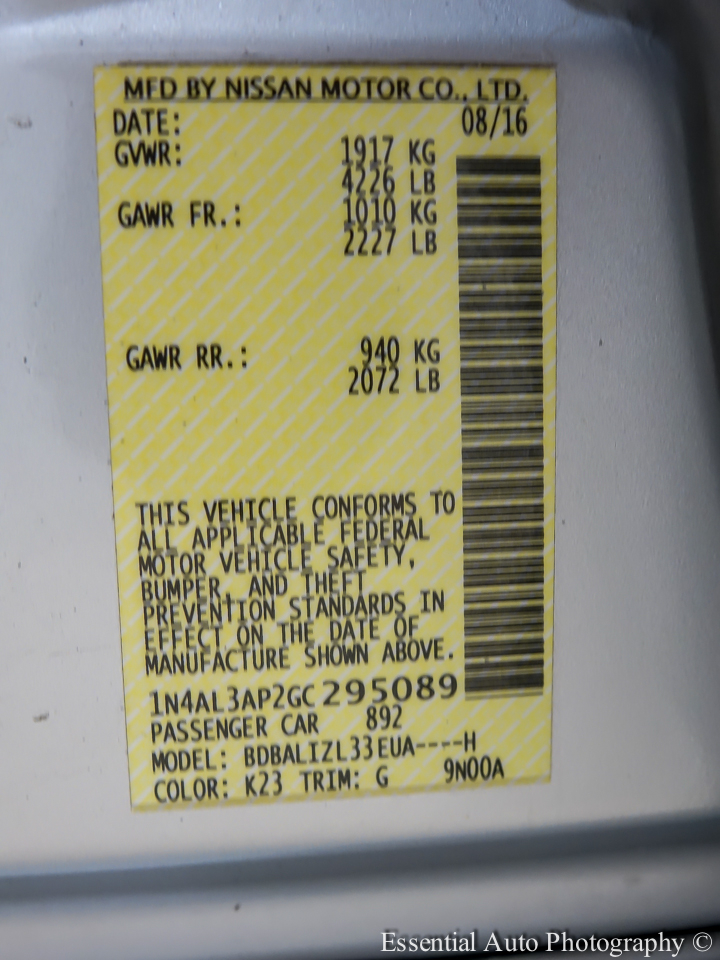 MFD BY NISSAN MOTOR CO., LTD.
DATE: 08/16
GVWR: 1917 KG
4226 LB
GAWR FR.: 1010 KG
2227 LB
GAWR RR.: 940 KG
2072 LB
THIS VEHICLE CONFORMS TO
ALL APPLICABLE FEDERAL
MOTOR VEHICLE SAFETY,
BUMPER, AND THEFT
PREVENTION STANDARDS IN
EFFECT ON THE DATE OF
MANUFACTURE SHOWN ABOVE.
1N4AL3AP2GC295089
PASSENGER CAR 892
MODEL: BDBALIZL33EUA----H
COLOR: K23 TRIM: G 9N00A
Essential Auto Photography ©